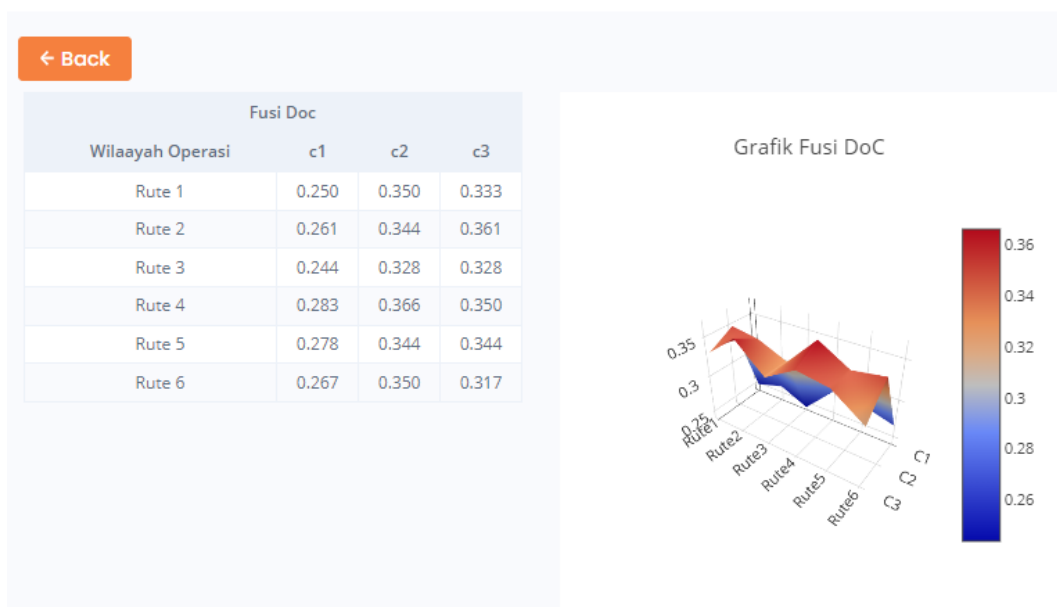 ← Back
Fusi Doc
Wilaayah Operasi c1 c2 c3
Rute 1 0.250 0.350 0.333
Rute 2 0.261 0.344 0.361
Rute 3 0.244 0.328 0.328
Rute 4 0.283 0.366 0.350
Rute 5 0.278 0.344 0.344
Rute 6 0.267 0.350 0.317
Grafik Fusi DoC
0.36
0.34
0.32
0.3
0.28
0.26
0.35
0.3
0.25
Rute1
Rute2
Rute3
Rute4
Rute5
Rute6
C1
C2
C3